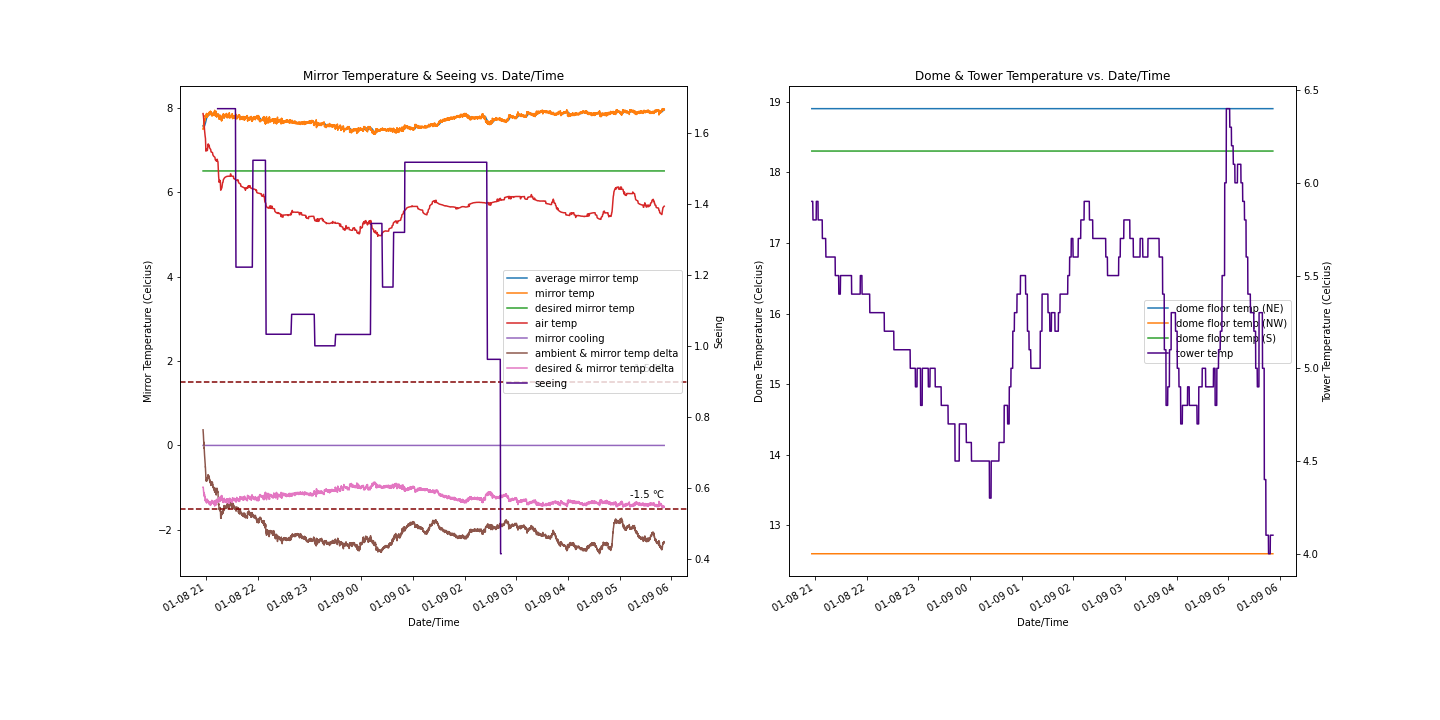 Mirror Temperature & Seeing vs. Date/Time
8
6
4
2
0
−2
Mirror Temperature (Celcius)
1.6
1.4
1.2
1.0
0.8
0.6
0.4
Seeing
average mirror temp
mirror temp
desired mirror temp
air temp
mirror cooling
ambient & mirror temp delta
desired & mirror temp delta
seeing
-1.5 °C
01-08 21
01-08 22
01-08 23
01-09 00
01-09 01
01-09 02
01-09 03
01-09 04
01-09 05
01-09 06
Date/Time
Dome & Tower Temperature vs. Date/Time
19
18
17
16
15
14
13
Dome Temperature (Celcius)
6.5
6.0
5.5
5.0
4.5
4.0
Tower Temperature (Celcius)
dome floor temp (NE)
dome floor temp (NW)
dome floor temp (S)
tower temp
01-08 21
01-08 22
01-08 23
01-09 00
01-09 01
01-09 02
01-09 03
01-09 04
01-09 05
01-09 06
Date/Time